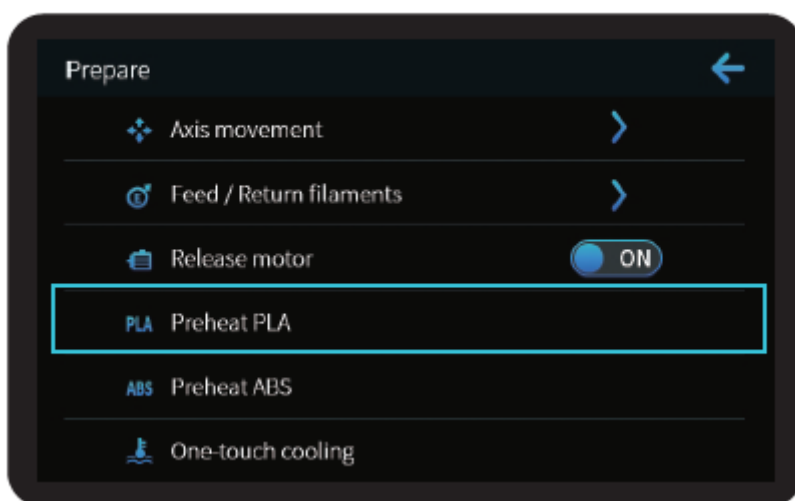 Prepare
Axis movement
E Feed / Return filaments
Release motor ON
PLA Preheat PLA
ABS Preheat ABS
One-touch cooling